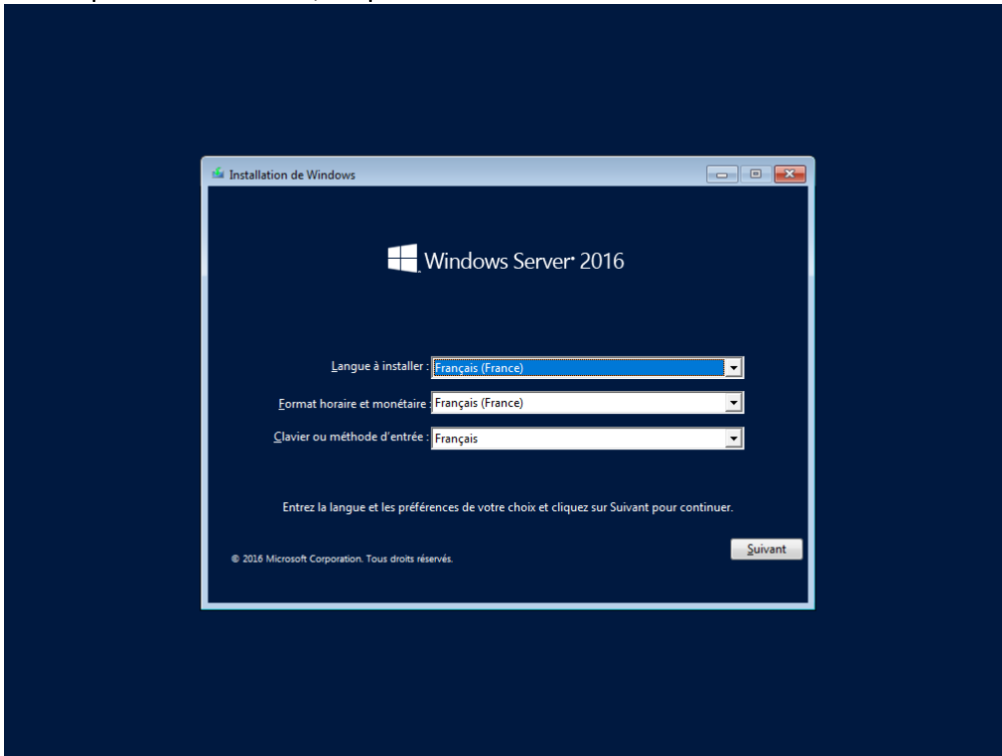 Installation de Windows
Windows Server 2016
Langue à installer : Français (France)
Format horaire et monétaire : Français (France)
Clavier ou méthode d'entrée : Français
Entrez la langue et les préférences de votre choix et cliquez sur Suivant pour continuer.
Suivant
© 2016 Microsoft Corporation. Tous droits réservés.